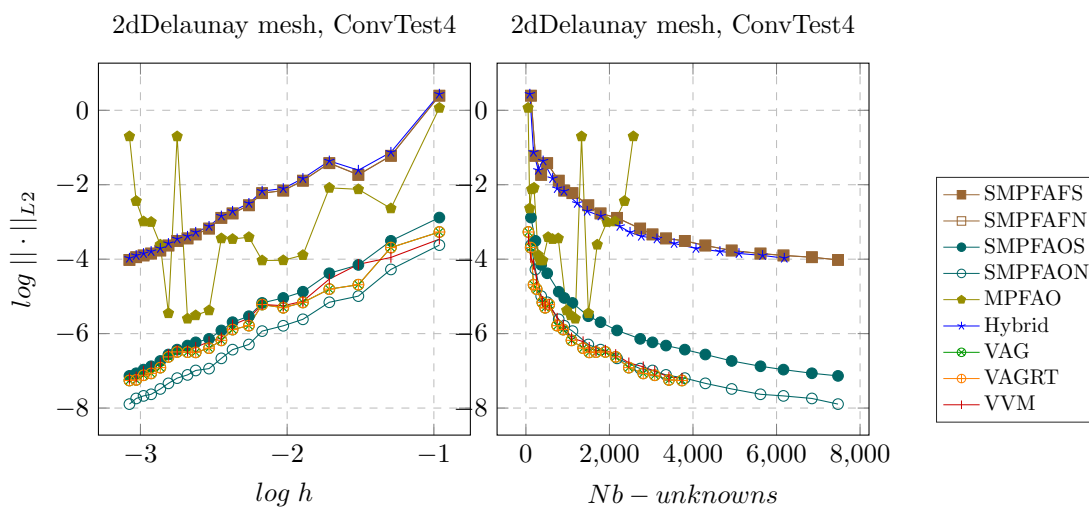 2dDelaunay mesh, ConvTest4
2dDelaunay mesh, ConvTest4
0
−2
−4
−6
−8
log ||·||L2
−3
−2
−1
log h
0
2,000
4,000
6,000
8,000
Nb − unknowns
0
−2
−4
−6
−8
SMPFAFS
SMPFAFN
SMPFAOS
SMPFAON
MPFAO
Hybrid
VAG
VAGRT
VVM